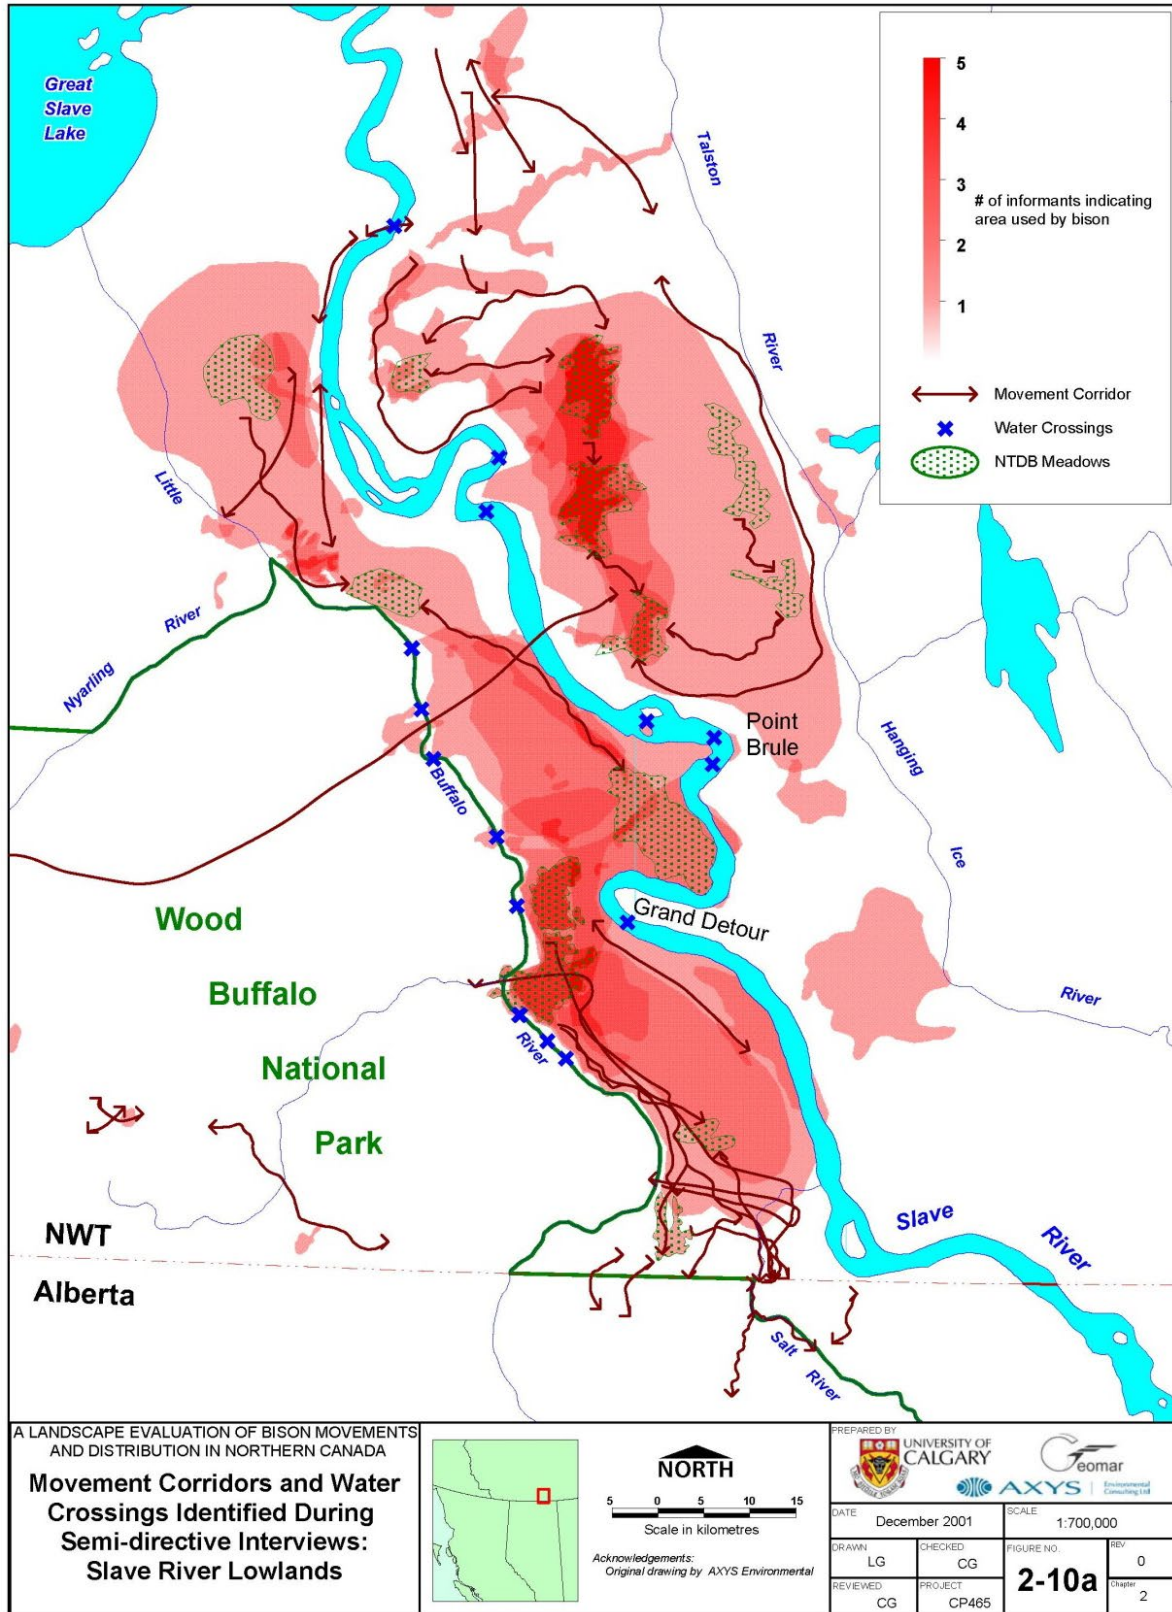 Great
Slave
Lake
Talston
River
5
4
3
2
1
# of informants indicating
area used by bison
Movement Corridor
Water Crossings
NTDB Meadows
Little
River
Nyarling
Buffalo
River
Point
Brule
Hanging
Ice
River
Grand Detour
Wood
Buffalo
National
Park
NWT
Alberta
Slave
River
Salt
River
A LANDSCAPE EVALUATION OF BISON MOVEMENTS
AND DISTRIBUTION IN NORTHERN CANADA
Movement Corridors and Water
Crossings Identified During
Semi-directive Interviews:
Slave River Lowlands
NORTH
5 0 5 10 15
Scale in kilometres
Acknowledgements:
Original drawing by AXYS Environmental
PREPARED BY
UNIVERSITY OF
CALGARY
Geomar
AXYS
Environmental
Consulting Ltd
DATE
December 2001
SCALE
1:700,000
DRAWN
LG
CHECKED
CG
FIGURE NO.
2-10a
REV
0
REVIEWED
CG
PROJECT
CP465
Chapter
2